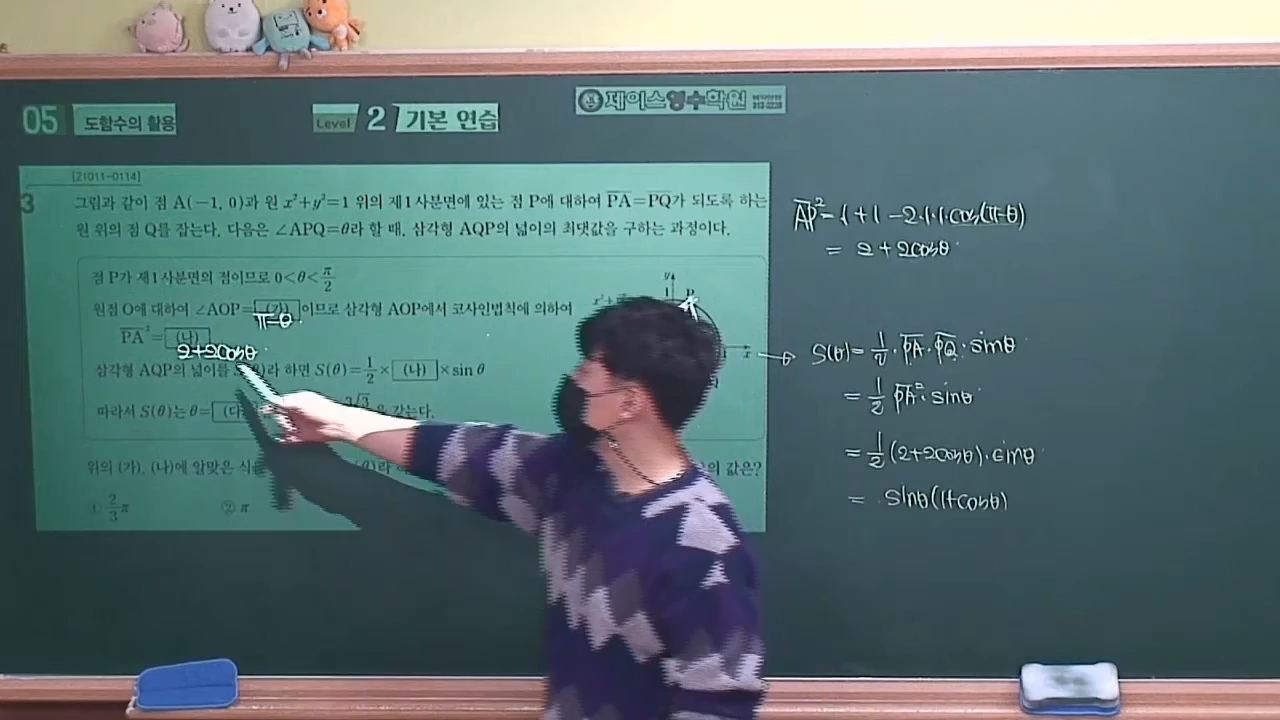 05 도함수의 활용
Level 2 기본 연습
제이스영수학원
[21011-0114]
3 그림과 같이 점 A(−1, 0)과 원 x²+y²=1 위의 제1사분면에 있는 점 P에 대하여 P̅A̅=P̅Q̅가 되도록 하는
원 위의 점 Q를 잡는다. 다음은 ∠APQ=θ라 할 때, 삼각형 AQP의 넓이의 최댓값을 구하는 과정이다.
점 P가 제1사분면의 점이므로 0<θ<π/2
원점 O에 대하여 ∠AOP= (가) 이므로 삼각형 AOP에서 코사인법칙에 의하여
π−θ
P̅A̅²= (나)
2+2cosθ
삼각형 AQP의 넓이를 S(θ)라 하면 S(θ)=1/2× (나) ×sin θ
따라서 S(θ)는 θ= (다 갖는다.
위의 (가), (나)에 알맞은 식을 값은?
① 2/3π ② π
y
1
P
x
A̅P̅²=1+1−2·1·1·cos(π−θ)
= 2+2cosθ
S(θ)=1/2·P̅A̅·P̅Q̅·sinθ
=1/2 P̅A̅²·sinθ
=1/2(2+2cosθ)·sinθ
= sinθ(1+cosθ)